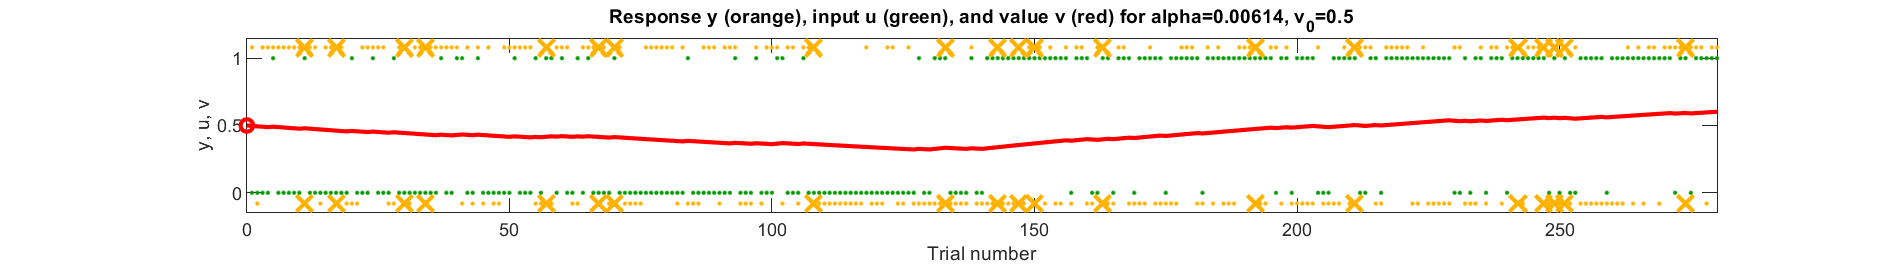 Response y (orange), input u (green), and value v (red) for alpha=0.00614, v0=0.5
y, u, v
1
0.5
0
0 50 100 150 200 250
Trial number